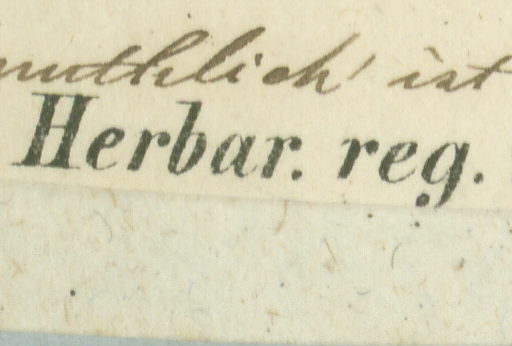 muthlich ist
Herbar. reg.